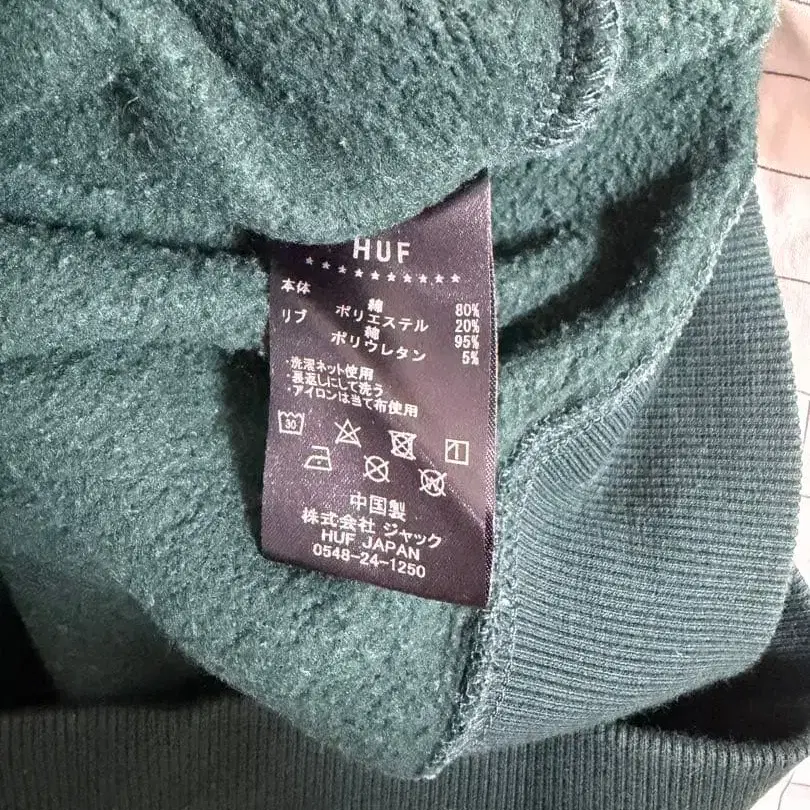 HUF
★★★★★★★★★★
本体 綿 80%
ポリエステル 20%
リブ 綿 95%
ポリウレタン 5%
・洗濯ネット使用
・裏返しにして洗う
・アイロンは当て布使用
30
W
中国製
株式会社 ジャック
HUF JAPAN
0548-24-1250